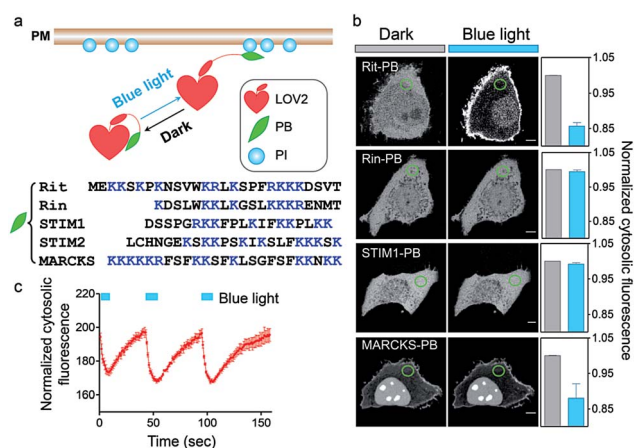 a
PM
Blue light
Dark
LOV2
PB
PI
Rit MEKKSKPKNSVWKRLKSPFRKKKDSVT
Rin KDSLWKKLKGSLKKKRENMT
STIM1 DSSPGRKKFPLKIFKKPLKK
STIM2 LCHNGEKSKKPSKIKSLFKKKSK
MARCKS KKKKKRFSFKKSFKLSGFSFKKNKK
b
Dark Blue light
Rit-PB
1.05
0.95
0.85
Rin-PB
1.05
0.95
0.85
STIM1-PB
1.05
0.95
0.85
MARCKS-PB
1.05
0.95
0.85
Normalized cytosolic fluorescence
c
Blue light
Normalized cytosolic
fluorescence
220
200
180
160
0 50 100 150
Time (sec)